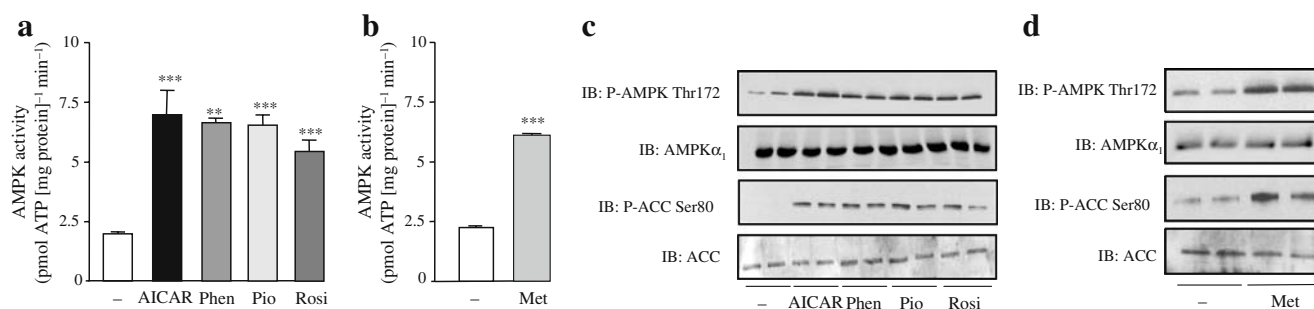 a
AMPK activity
(pmol ATP [mg protein]⁻¹ min⁻¹)
10
7.5
5
2.5
0
***
**
***
***
– AICAR Phen Pio Rosi
b
AMPK activity
(pmol ATP [mg protein]⁻¹ min⁻¹)
10
7.5
5
2.5
0
***
– Met
c
IB: P-AMPK Thr172
IB: AMPKα₁
IB: P-ACC Ser80
IB: ACC
– AICAR Phen Pio Rosi
d
IB: P-AMPK Thr172
IB: AMPKα₁
IB: P-ACC Ser80
IB: ACC
– Met